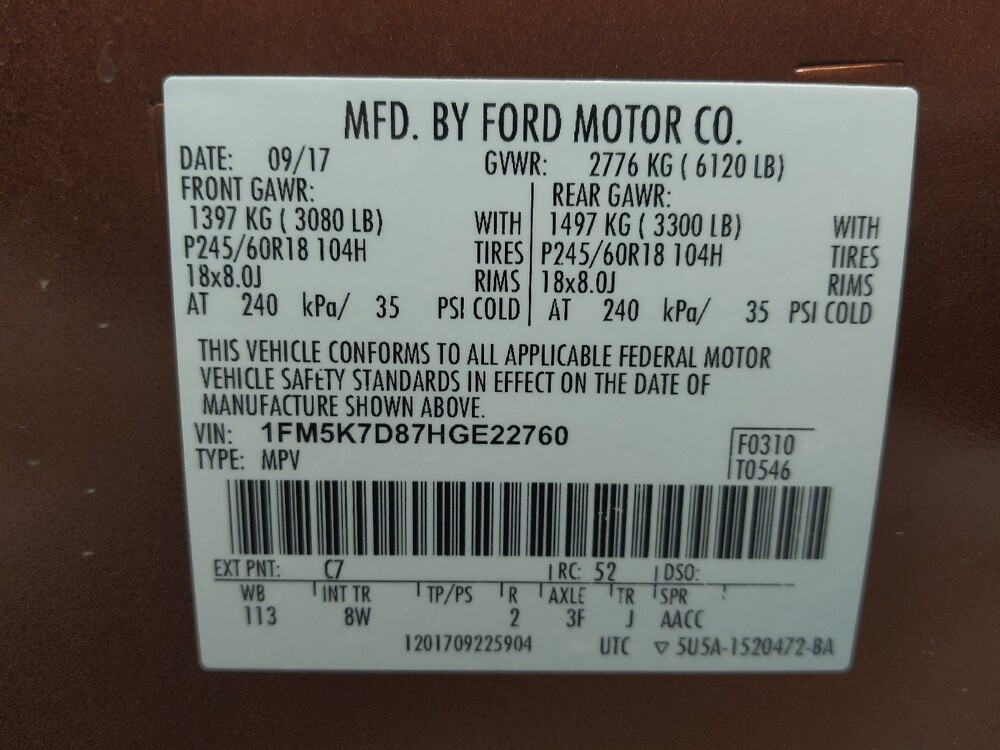 MFD. BY FORD MOTOR CO.
DATE: 09/17 GVWR: 2776 KG ( 6120 LB)
FRONT GAWR: REAR GAWR:
1397 KG ( 3080 LB) WITH 1497 KG ( 3300 LB) WITH
P245/60R18 104H TIRES P245/60R18 104H TIRES
18x8.0J RIMS 18x8.0J RIMS
AT 240 kPa/ 35 PSI COLD AT 240 kPa/ 35 PSI COLD
THIS VEHICLE CONFORMS TO ALL APPLICABLE FEDERAL MOTOR
VEHICLE SAFETY STANDARDS IN EFFECT ON THE DATE OF
MANUFACTURE SHOWN ABOVE.
VIN: 1FM5K7D87HGE22760
F0310
TYPE: MPV
T0546
EXT PNT: C7 RC: 52 DSO:
WB INT TR TP/PS R AXLE TR SPR
113 8W 2 3F J AACC
1201709225904 UTC ▽ 5U5A-1520472-BA